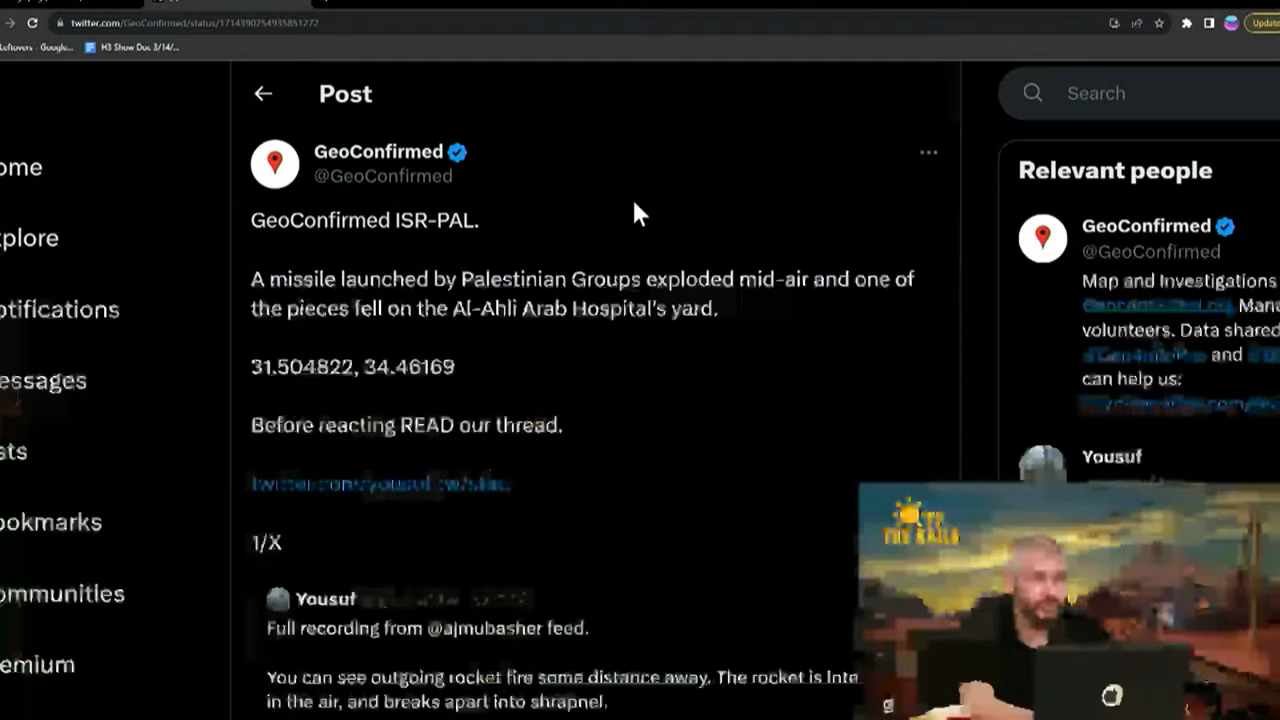 twitter.com/GeoConfirmed/status/1714390254935851272
Update
Leftovers - Google...
H3 Show Doc 3/14/...
Post
Search
GeoConfirmed
@GeoConfirmed
GeoConfirmed ISR-PAL.
A missile launched by Palestinian Groups exploded mid-air and one of
the pieces fell on the Al-Ahli Arab Hospital's yard.
31.504822, 34.46169
Before reacting READ our thread.
1/X
Yousuf
Full recording from @ajmubasher feed.
You can see outgoing rocket fire some distance away. The rocket is inte
in the air, and breaks apart into shrapnel.
ome
xplore
otifications
essages
sts
ookmarks
ommunities
remium
Relevant people
GeoConfirmed
@GeoConfirmed
Map and Investigations
Mana
volunteers. Data shared
and
can help us:
Yousuf